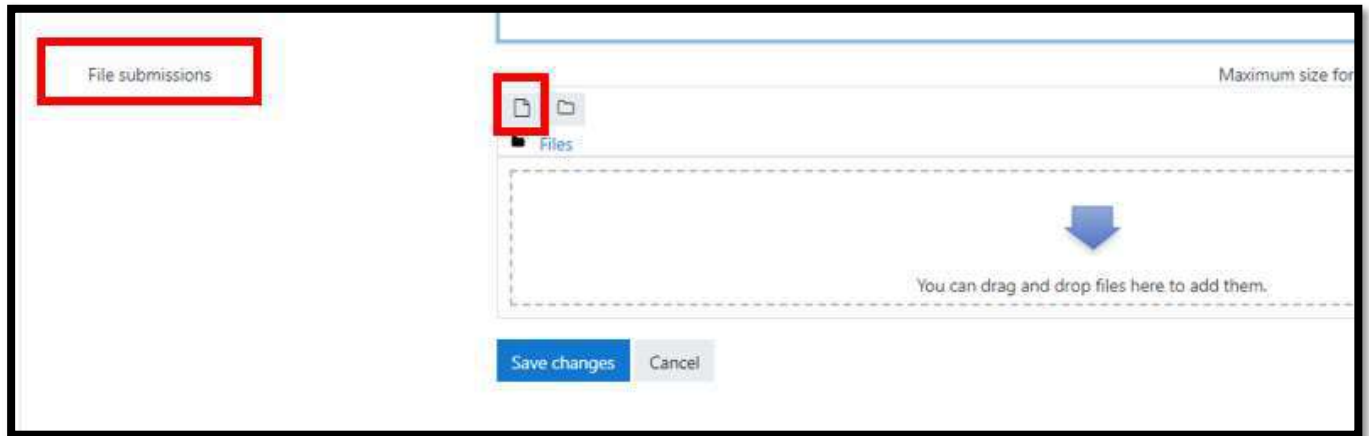 File submissions
Maximum size for
Files
You can drag and drop files here to add them.
Save changes Cancel